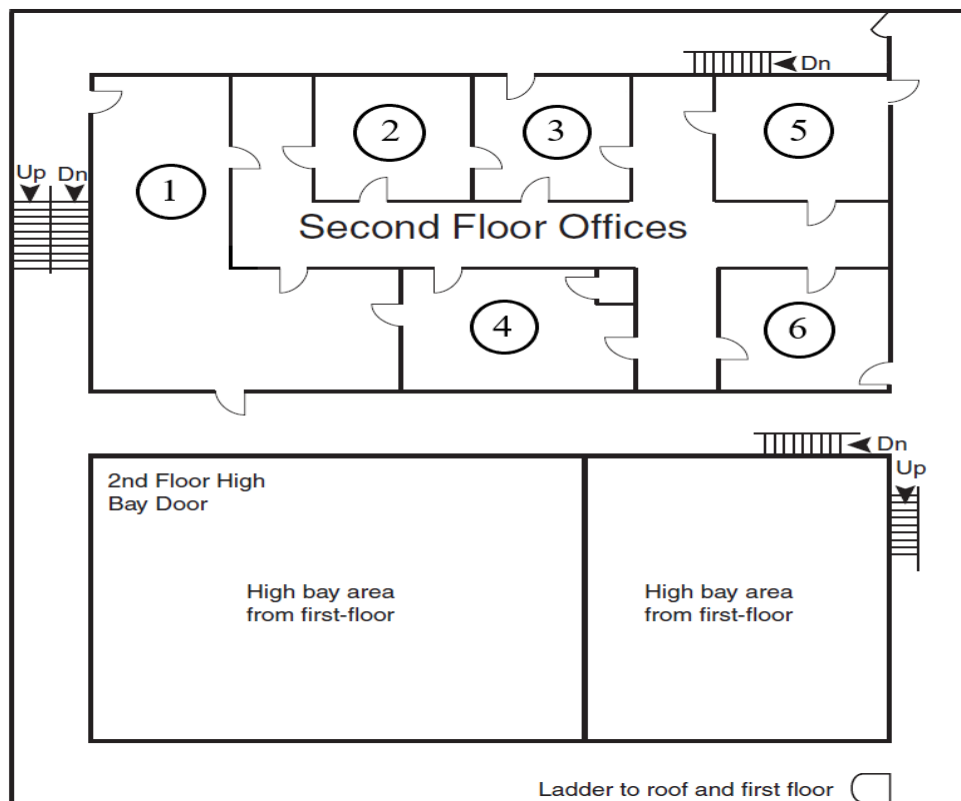 Dn
2
3
5
Up Dn
1
Second Floor Offices
4
6
Dn
Up
2nd Floor High
Bay Door
High bay area
from first-floor
High bay area
from first-floor
Ladder to roof and first floor